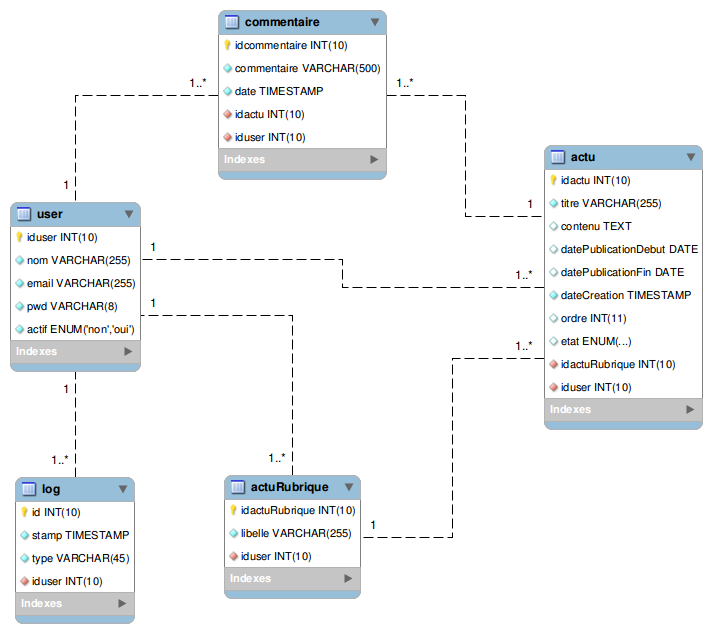 commentaire
idcommentaire INT(10)
commentaire VARCHAR(500)
date TIMESTAMP
idactu INT(10)
iduser INT(10)
Indexes
1..*
1..*
1
1
user
iduser INT(10)
nom VARCHAR(255)
email VARCHAR(255)
pwd VARCHAR(8)
actif ENUM('non','oui')
Indexes
1
1..*
1
1..*
1
1..*
actu
idactu INT(10)
titre VARCHAR(255)
contenu TEXT
datePublicationDebut DATE
datePublicationFin DATE
dateCreation TIMESTAMP
ordre INT(11)
etat ENUM(...)
idactuRubrique INT(10)
iduser INT(10)
Indexes
1..*
1
log
id INT(10)
stamp TIMESTAMP
type VARCHAR(45)
iduser INT(10)
Indexes
actuRubrique
idactuRubrique INT(10)
libelle VARCHAR(255)
iduser INT(10)
Indexes